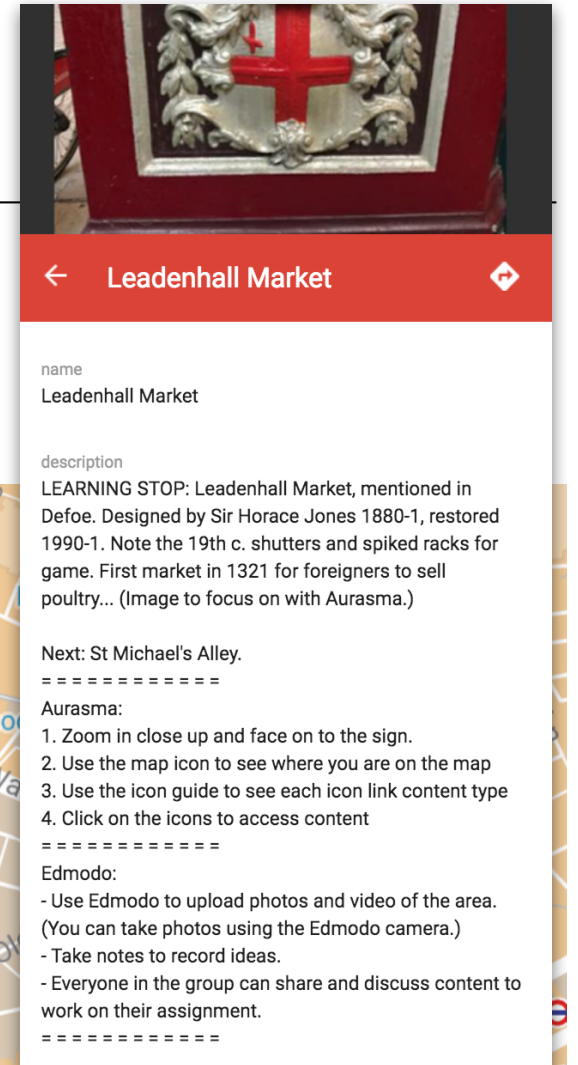 Leadenhall Market
name
Leadenhall Market
description
LEARNING STOP: Leadenhall Market, mentioned in
Defoe. Designed by Sir Horace Jones 1880-1, restored
1990-1. Note the 19th c. shutters and spiked racks for
game. First market in 1321 for foreigners to sell
poultry... (Image to focus on with Aurasma.)
Next: St Michael's Alley.
= = = = = = = = = = = =
Aurasma:
1. Zoom in close up and face on to the sign.
2. Use the map icon to see where you are on the map
3. Use the icon guide to see each icon link content type
4. Click on the icons to access content
= = = = = = = = = = = =
Edmodo:
- Use Edmodo to upload photos and video of the area.
(You can take photos using the Edmodo camera.)
- Take notes to record ideas.
- Everyone in the group can share and discuss content to
work on their assignment.
= = = = = = = = = = = =